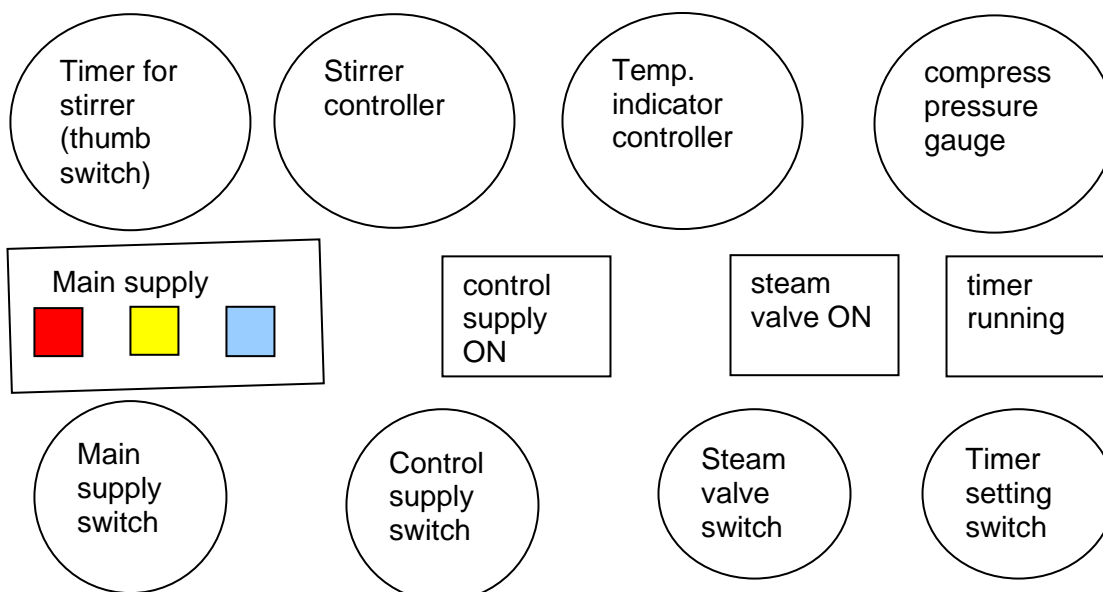 Timer for
stirrer
(thumb
switch)
Stirrer
controller
Temp.
indicator
controller
compress
pressure
gauge
Main supply
control
supply
ON
steam
valve ON
timer
running
Main
supply
switch
Control
supply
switch
Steam
valve
switch
Timer
setting
switch